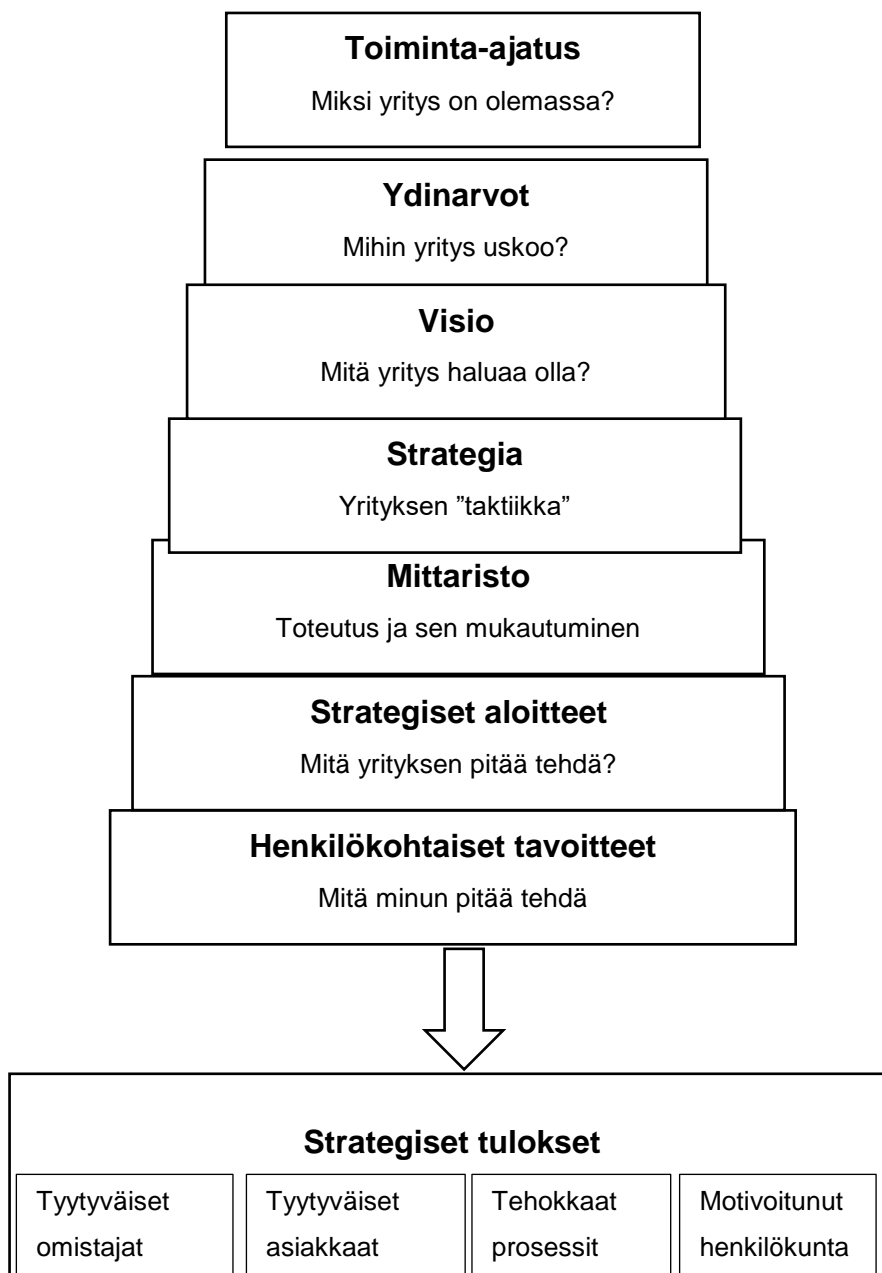 Toiminta-ajatus
Miksi yritys on olemassa?
Ydinarvot
Mihin yritys uskoo?
Visio
Mitä yritys haluaa olla?
Strategia
Yrityksen ”taktiikka”
Mittaristo
Toteutus ja sen mukautuminen
Strategiset aloitteet
Mitä yrityksen pitää tehdä?
Henkilökohtaiset tavoitteet
Mitä minun pitää tehdä
Strategiset tulokset
Tyytyväiset
omistajat
Tyytyväiset
asiakkaat
Tehokkaat
prosessit
Motivoitunut
henkilökunta